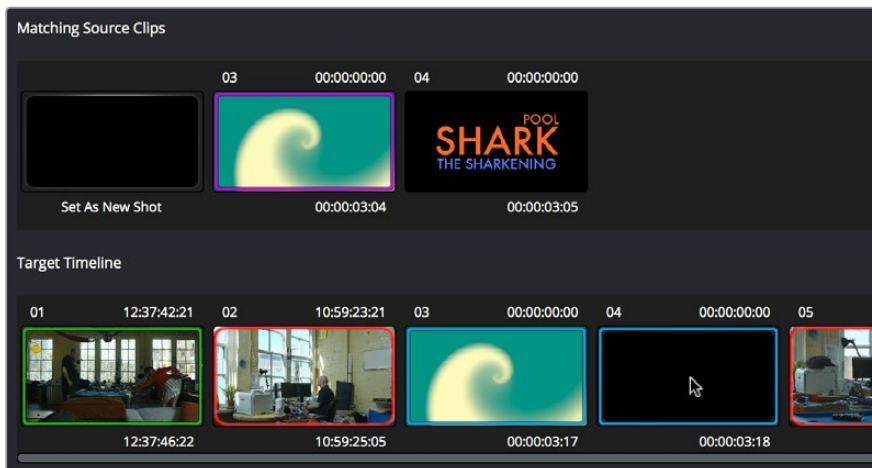 Matching Source Clips
03 00:00:00:00 04 00:00:00:00
POOL
SHARK
THE SHARKENING
Set As New Shot 00:00:03:04 00:00:03:05
Target Timeline
01 12:37:42:21 02 10:59:23:21 03 00:00:00:00 04 00:00:00:00 05
12:37:46:22 10:59:25:05 00:00:03:17 00:00:03:18